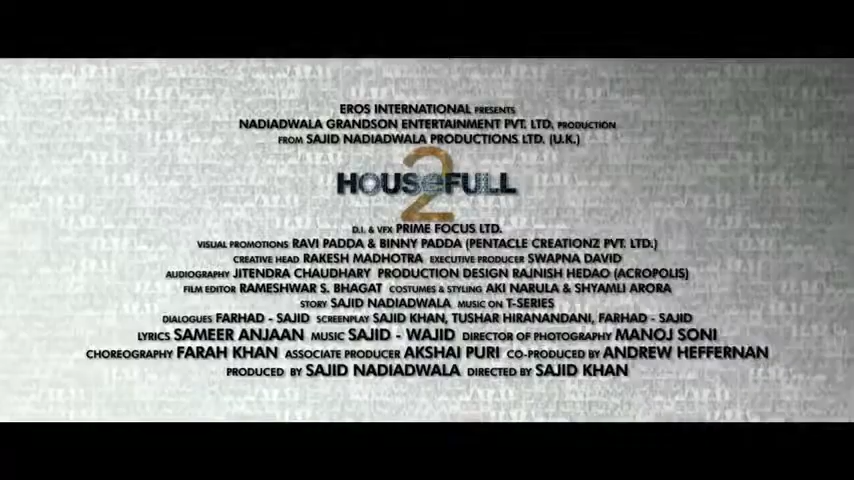 EROS INTERNATIONAL PRESENTS
NADIADWALA GRANDSON ENTERTAINMENT PVT. LTD. PRODUCTION
FROM SAJID NADIADWALA PRODUCTIONS LTD. (U.K.)
HOUSeFULL 2
D.I. & VFX PRIME FOCUS LTD.
VISUAL PROMOTIONS RAVI PADDA & BINNY PADDA (PENTACLE CREATIONZ PVT. LTD.)
CREATIVE HEAD RAKESH MADHOTRA EXECUTIVE PRODUCER SWAPNA DAVID
AUDIOGRAPHY JITENDRA CHAUDHARY PRODUCTION DESIGN RAJNISH HEDAO (ACROPOLIS)
FILM EDITOR RAMESHWAR S. BHAGAT COSTUMES & STYLING AKI NARULA & SHYAMLI ARORA
STORY SAJID NADIADWALA MUSIC ON T-SERIES
DIALOGUES FARHAD - SAJID SCREENPLAY SAJID KHAN, TUSHAR HIRANANDANI, FARHAD - SAJID
LYRICS SAMEER ANJAAN MUSIC SAJID - WAJID DIRECTOR OF PHOTOGRAPHY MANOJ SONI
CHOREOGRAPHY FARAH KHAN ASSOCIATE PRODUCER AKSHAI PURI CO-PRODUCED BY ANDREW HEFFERNAN
PRODUCED BY SAJID NADIADWALA DIRECTED BY SAJID KHAN